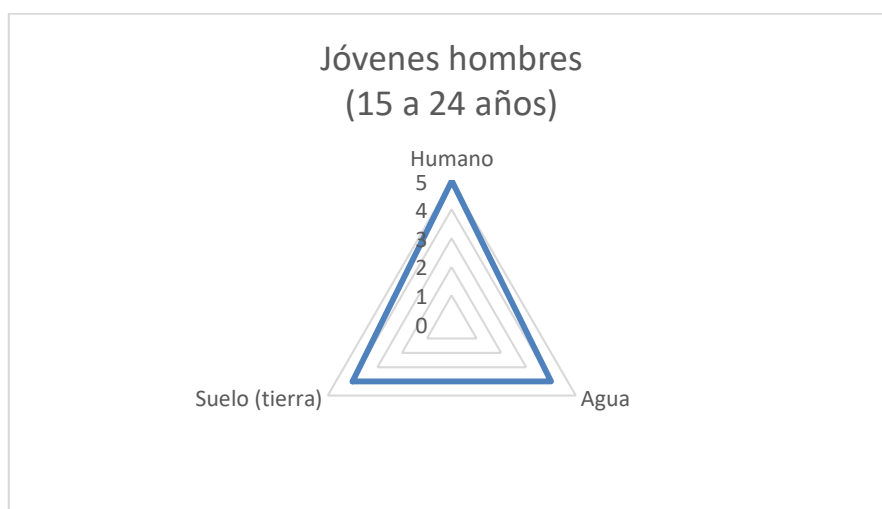 Jóvenes hombres
(15 a 24 años)
Humano
5
4
3
2
1
0
Suelo (tierra)
Agua